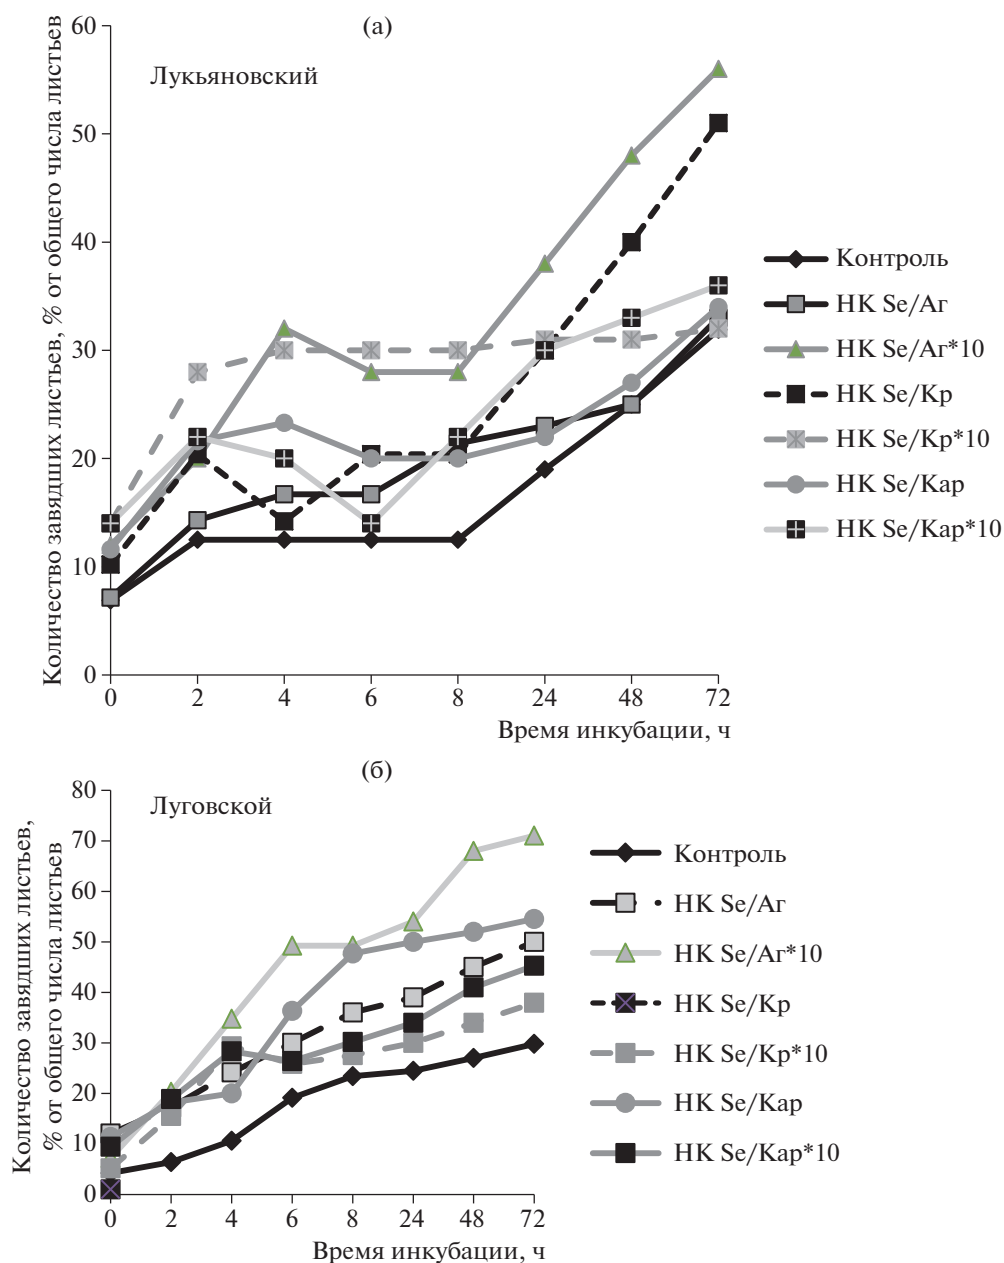 (а)
Лукьяновский
Количество завядших листьев, % от общего числа листьев
60
50
40
30
20
10
0
0 2 4 6 8 24 48 72
Время инкубации, ч
Контроль
НК Se/Аг
НК Se/Аг*10
НК Se/Кр
НК Se/Кр*10
НК Se/Кар
НК Se/Кар*10
(б)
Луговской
Количество завядших листьев,
% от общего числа листьев
80
70
60
50
40
30
20
10
0
0 2 4 6 8 24 48 72
Время инкубации, ч
Контроль
НК Se/Аг
НК Se/Аг*10
НК Se/Кр
НК Se/Кр*10
НК Se/Кар
НК Se/Кар*10